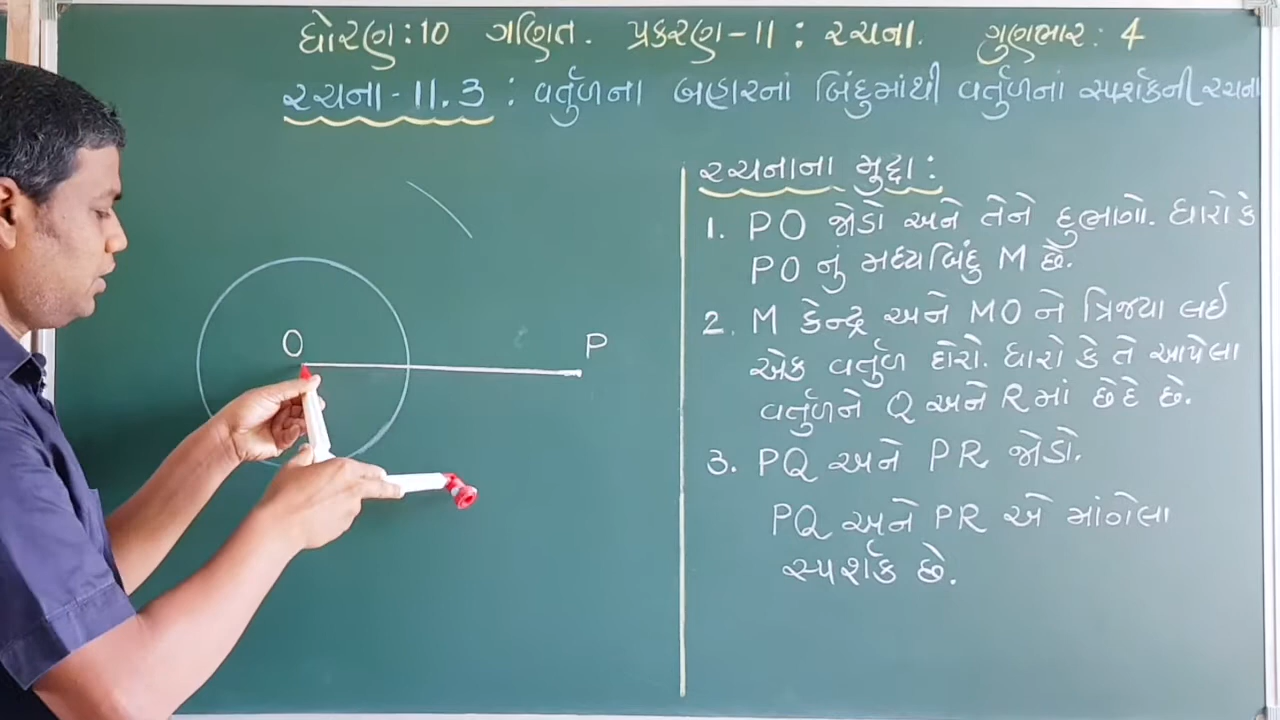 ધોરણ:10 ગણિત. પ્રકરણ-11 : રચના. ગુણભાર: 4
રચના-11.3 : વર્તુળના બહારનાં બિંદુમાંથી વર્તુળનાં સ્પર્શકની રચના
રચનાના મુદ્દા:
1. PO જોડો અને તેને દુભાગો. ધારો કે
PO નું મધ્યબિંદુ M છે.
2. M કેન્દ્ર અને MO ને ત્રિજ્યા લઈ
એક વર્તુળ દોરો. ધારો કે તે આપેલા
વર્તુળને Q અને R માં છેદે છે.
3. PQ અને PR જોડો.
PQ અને PR એ માંગેલા
સ્પર્શક છે.
O
P